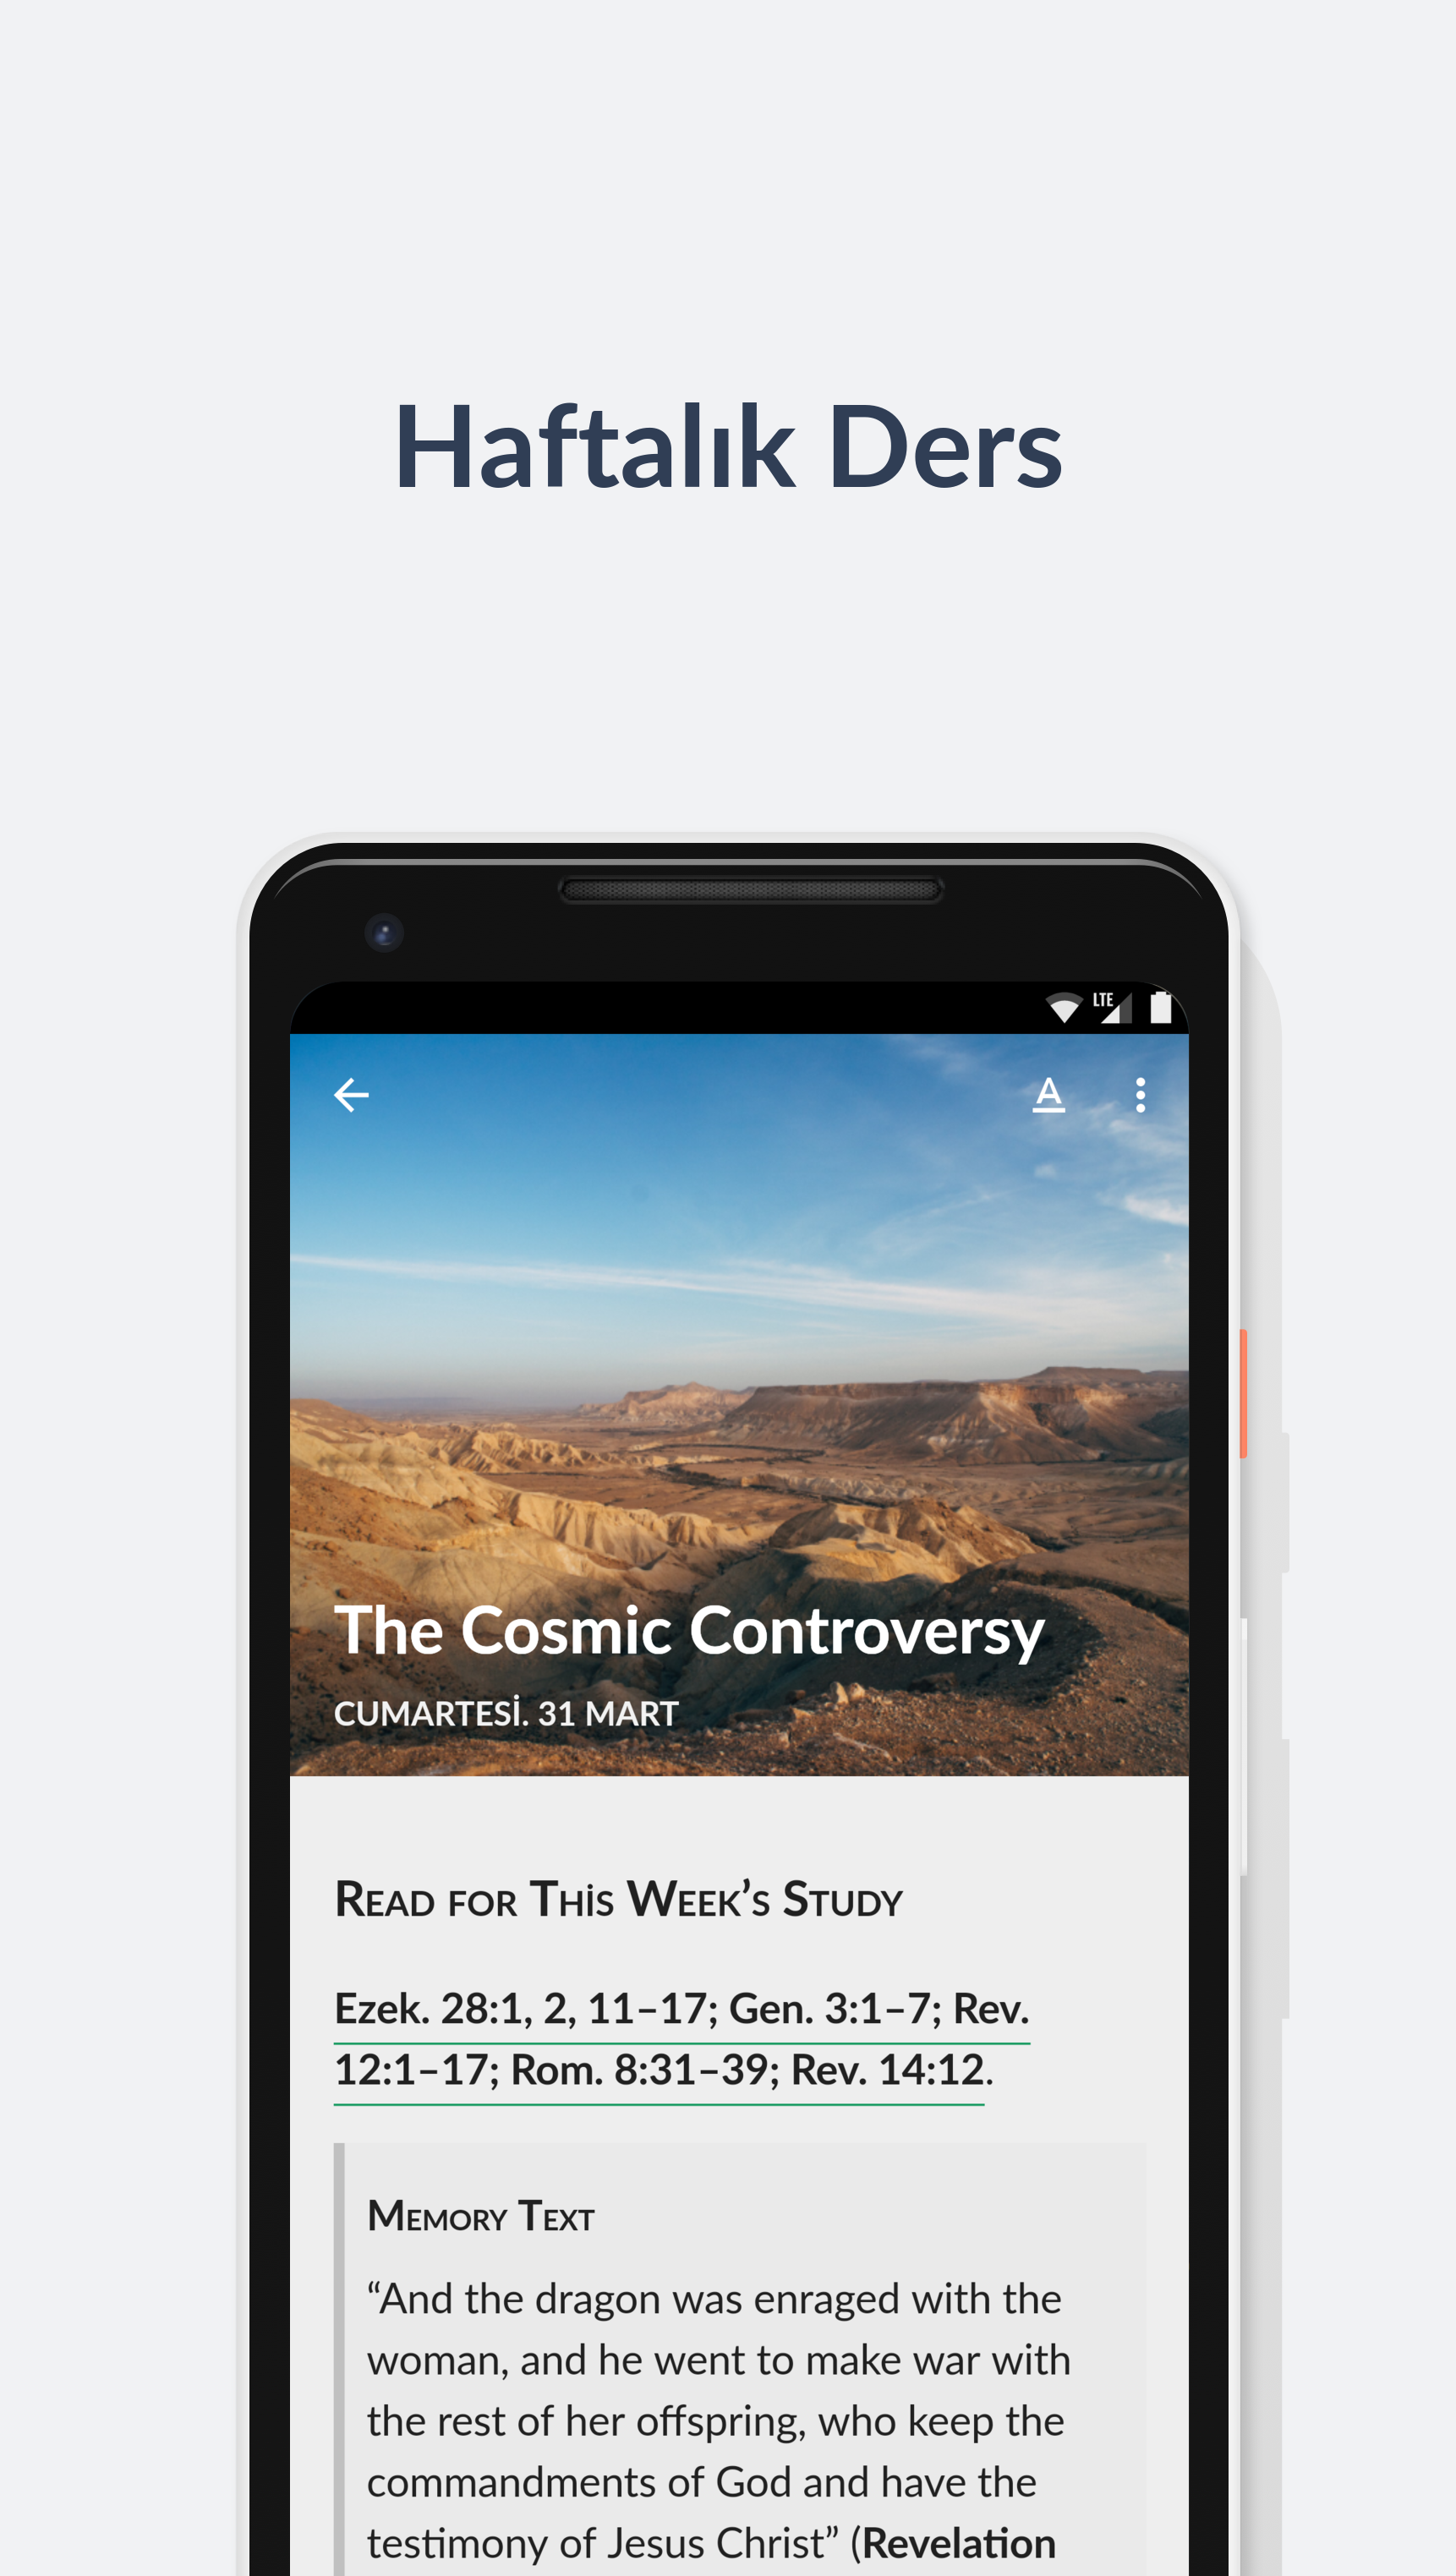 Haftalık Ders
LTE
A
The Cosmic Controversy
CUMARTESİ. 31 MART
Read for Thİs Week’s Study
Ezek. 28:1, 2, 11–17; Gen. 3:1–7; Rev.
12:1–17; Rom. 8:31–39; Rev. 14:12.
Memory Text
“And the dragon was enraged with the
woman, and he went to make war with
the rest of her offspring, who keep the
commandments of God and have the
testimony of Jesus Christ” (Revelation